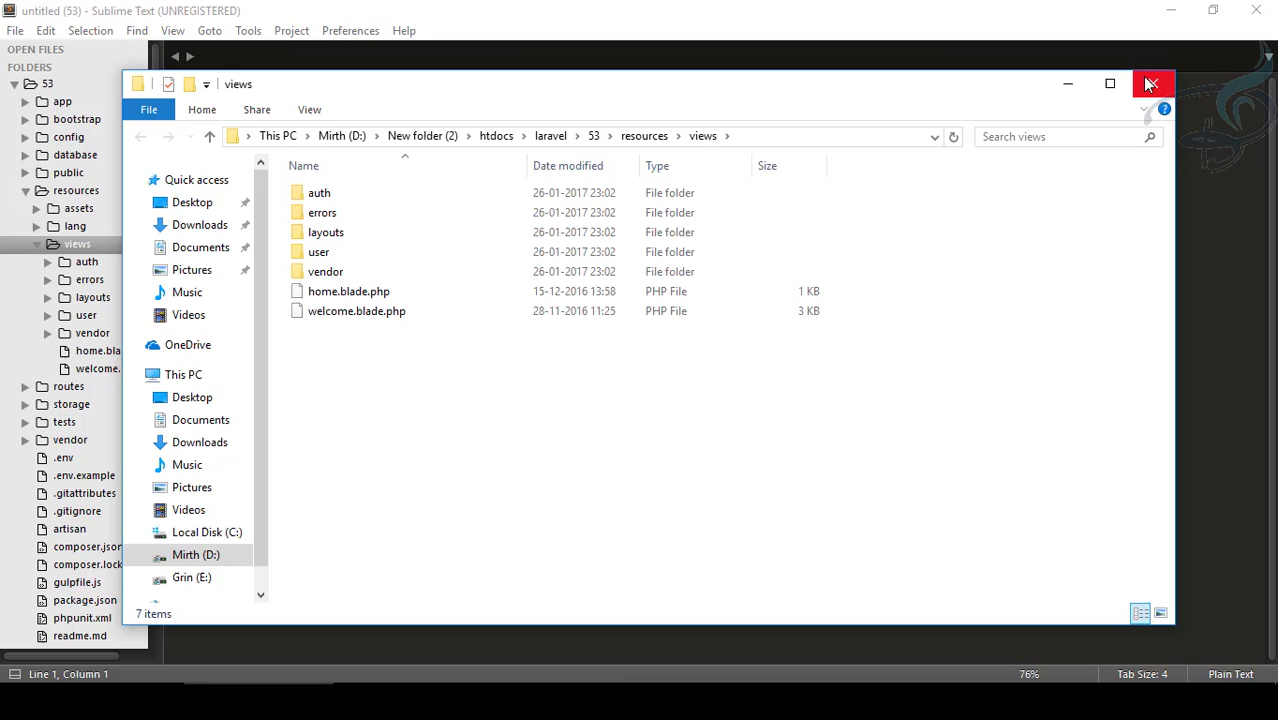 untitled (53) - Sublime Text (UNREGISTERED)
File Edit Selection Find View Goto Tools Project Preferences Help
OPEN FILES
FOLDERS
53
app
bootstrap
config
database
public
resources
assets
lang
views
auth
errors
layouts
user
vendor
home.bla
welcome.
routes
storage
tests
vendor
.env
.env.example
.gitattributes
.gitignore
artisan
composer.json
composer.lock
gulpfile.js
package.json
phpunit.xml
readme.md
views
File Home Share View
This PC Mirth (D:) New folder (2) htdocs laravel 53 resources views
Search views
Quick access
Desktop
Downloads
Documents
Pictures
Music
Videos
OneDrive
This PC
Desktop
Documents
Downloads
Music
Pictures
Videos
Local Disk (C:)
Mirth (D:)
Grin (E:)
Name Date modified Type Size
auth 26-01-2017 23:02 File folder
errors 26-01-2017 23:02 File folder
layouts 26-01-2017 23:02 File folder
user 26-01-2017 23:02 File folder
vendor 26-01-2017 23:02 File folder
home.blade.php 15-12-2016 13:58 PHP File 1 KB
welcome.blade.php 28-11-2016 11:25 PHP File 3 KB
7 items
Line 1, Column 1 76% Tab Size: 4 Plain Text